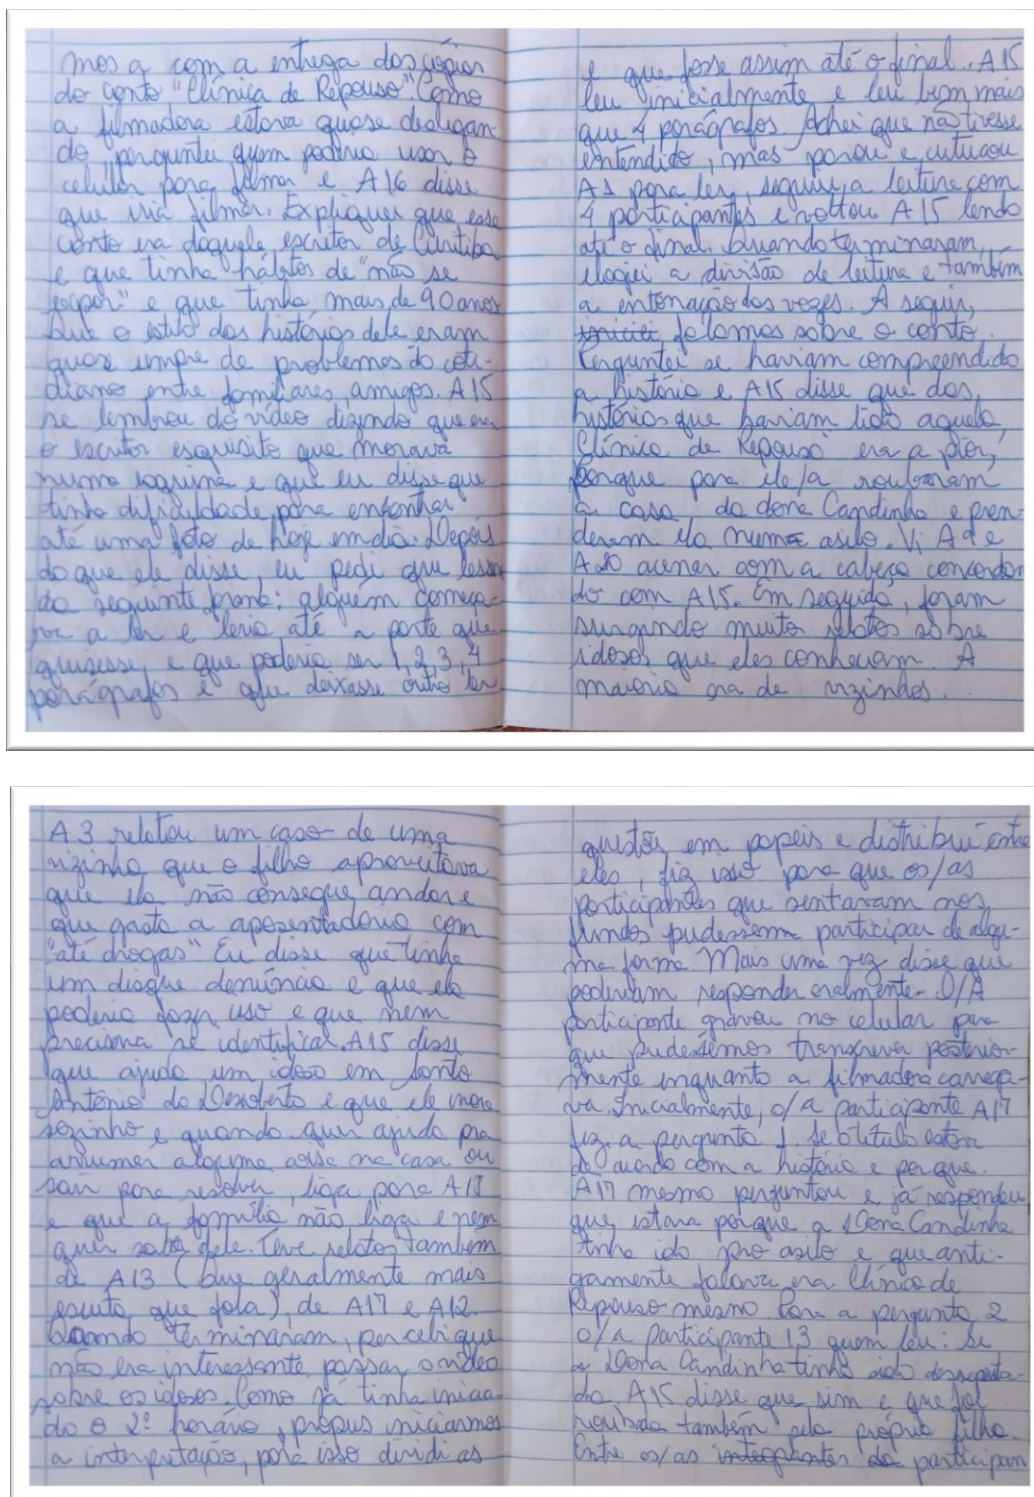 mos a com a entrega das cópias
do conto "Clínica de Repouso". Como
a filmadora estava quase desligan-
do, perguntei quem poderia usar o
celular para filmar e A16 disse
que iria filmar. Expliquei que esse
conto era daquele escritor de Curitiba
e que tinha hábitos de "não se
expor" e que tinha mais de 90 anos
Que o estilo das histórias dele eram
quase sempre de problemas do coti-
diano entre familiares, amigos. A15
se lembrou do vídeo dizendo que era
o escritor esquisito que morava
numa esquina e que eu disse que
tinha dificuldade para encontrar
até uma foto de hoje em dia. Depois
do que ele disse, eu pedi que lesse
da seguinte forma: alguém começa-
va a ler e leria até a parte que
quisesse, e que poderia ser 1, 2, 3, 4
parágrafos e que deixasse outro ler
e que fosse assim até o final. A15
leu inicialmente e leu bem mais
que 4 parágrafos. Achei que não tivesse
entendido, mas parou e cutucou
A1 para ler, seguiu a leitura com
4 participantes e voltou A15 lendo
até o final. Quando terminaram,
elogiei a divisão de leitura e também
a entonação das vozes. A seguir,
falamos sobre o conto.
Perguntei se haviam compreendido
a história e A15 disse que das
histórias que haviam lido aquela,
Clínica de Repouso era a pior,
porque para ele/a roubaram
a casa da dona Candinha e pren-
deram ela num asilo. Vi A9 e
A20 acenar com a cabeça concordan-
do com A15. Em seguida, foram
surgindo muitos relatos sobre
idosos que eles conheciam. A
maioria era de vizinhos.
A3 relatou um caso de uma
vizinha que o filho aproveitava
que ela não consegue andar e
que gasta a aposentadoria com
"até drogas". Eu disse que tinha
um disque denúncia e que ela
poderia fazer uso e que nem
precisava se identificar. A15 disse
que ajuda um idoso em Santo
Antônio do Descoberto e que ele mora
sozinho e quando quer ajuda pra
arrumar alguma coisa na casa ou
sair para resolver, liga para A15
e que a família não liga e nem
quer saber dele. Teve relatos também
de A13 (Que geralmente mais
escuta que fala), de A17 e A12.
Quando terminaram, percebi que
não era interessante passar o vídeo
sobre os idosos. Como já tinha inicia-
do o 2º horário, propus iniciarmos
a interpretação, para isso dividi as
questões em papeis e distribuí entre
eles, fiz isso para que os/as
participantes que sentavam nos
fundos pudessem participar de algu-
ma forma. Mais uma vez disse que
poderiam responder oralmente. O/A
participante gravou no celular para
que pudéssemos transcrever posterior-
mente enquanto a filmadora carrega-
va. Inicialmente, o/a participante A17
fez a pergunta 1. Se o título estava
de acordo com a história e por que.
A17 mesmo perguntou e já respondeu
que estava porque a Dona Candinha
tinha ido pro asilo e que anti-
gamente falava era Clínica de
Repouso mesmo. Para a pergunta 2
o/a participante 13 quem leu: Se
a Dona Candinha tinha sido desrespeita-
da. A15 disse que sim e que foi
roubada também pelo próprio filho.
Entre os/as integrantes da participan